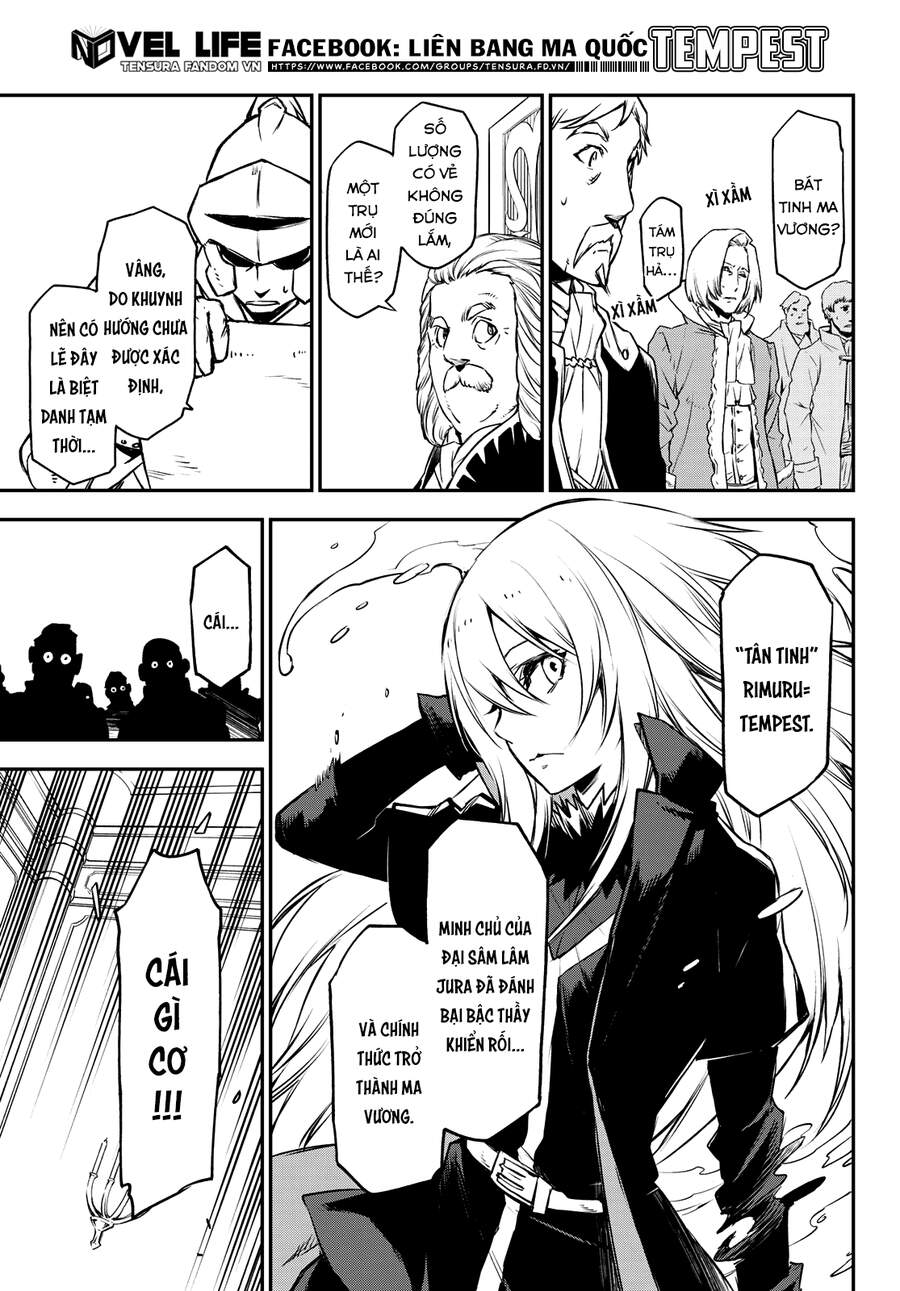 NOVEL LIFE
TENSURA FANDOM VN
FACEBOOK: LIÊN BANG MA QUỐC
HTTPS://WWW.FACEBOOK.COM/GROUPS/TENSURA.FD.VN/
TEMPEST
BÁT
TINH MA
VƯƠNG?
XÌ XẦM
TÁM
TRỤ
HẢ...
XÌ XẦM
SỐ
LƯỢNG
CÓ VẺ
KHÔNG
ĐÚNG
LẮM,
MỘT
TRỤ
MỚI
LÀ AI
THẾ?
VÂNG,
DO KHUYNH
HƯỚNG CHƯA
ĐƯỢC XÁC
ĐỊNH,
NÊN CÓ
LẼ ĐÂY
LÀ BIỆT
DANH TẠM
THỜI...
"TÂN TINH"
RIMURU=
TEMPEST.
MINH CHỦ CỦA
ĐẠI SÂM LÂM
JURA ĐÃ ĐÁNH
BẠI BẬC THẦY
KHIỂN RỐI...
VÀ CHÍNH
THỨC TRỞ
THÀNH MA
VƯƠNG.
CÁI...
CÁI
GÌ
CƠ
!!!